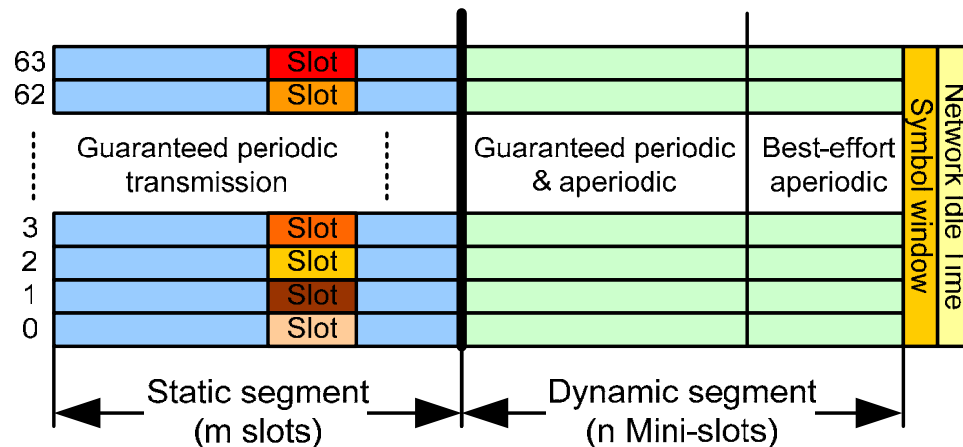 63
Slot
62
Slot
Guaranteed periodic
transmission
Guaranteed periodic
& aperiodic
Best-effort
aperiodic
3
Slot
2
Slot
1
Slot
0
Slot
Symbol window
Network Idle Time
Static segment
(m slots)
Dynamic segment
(n Mini-slots)